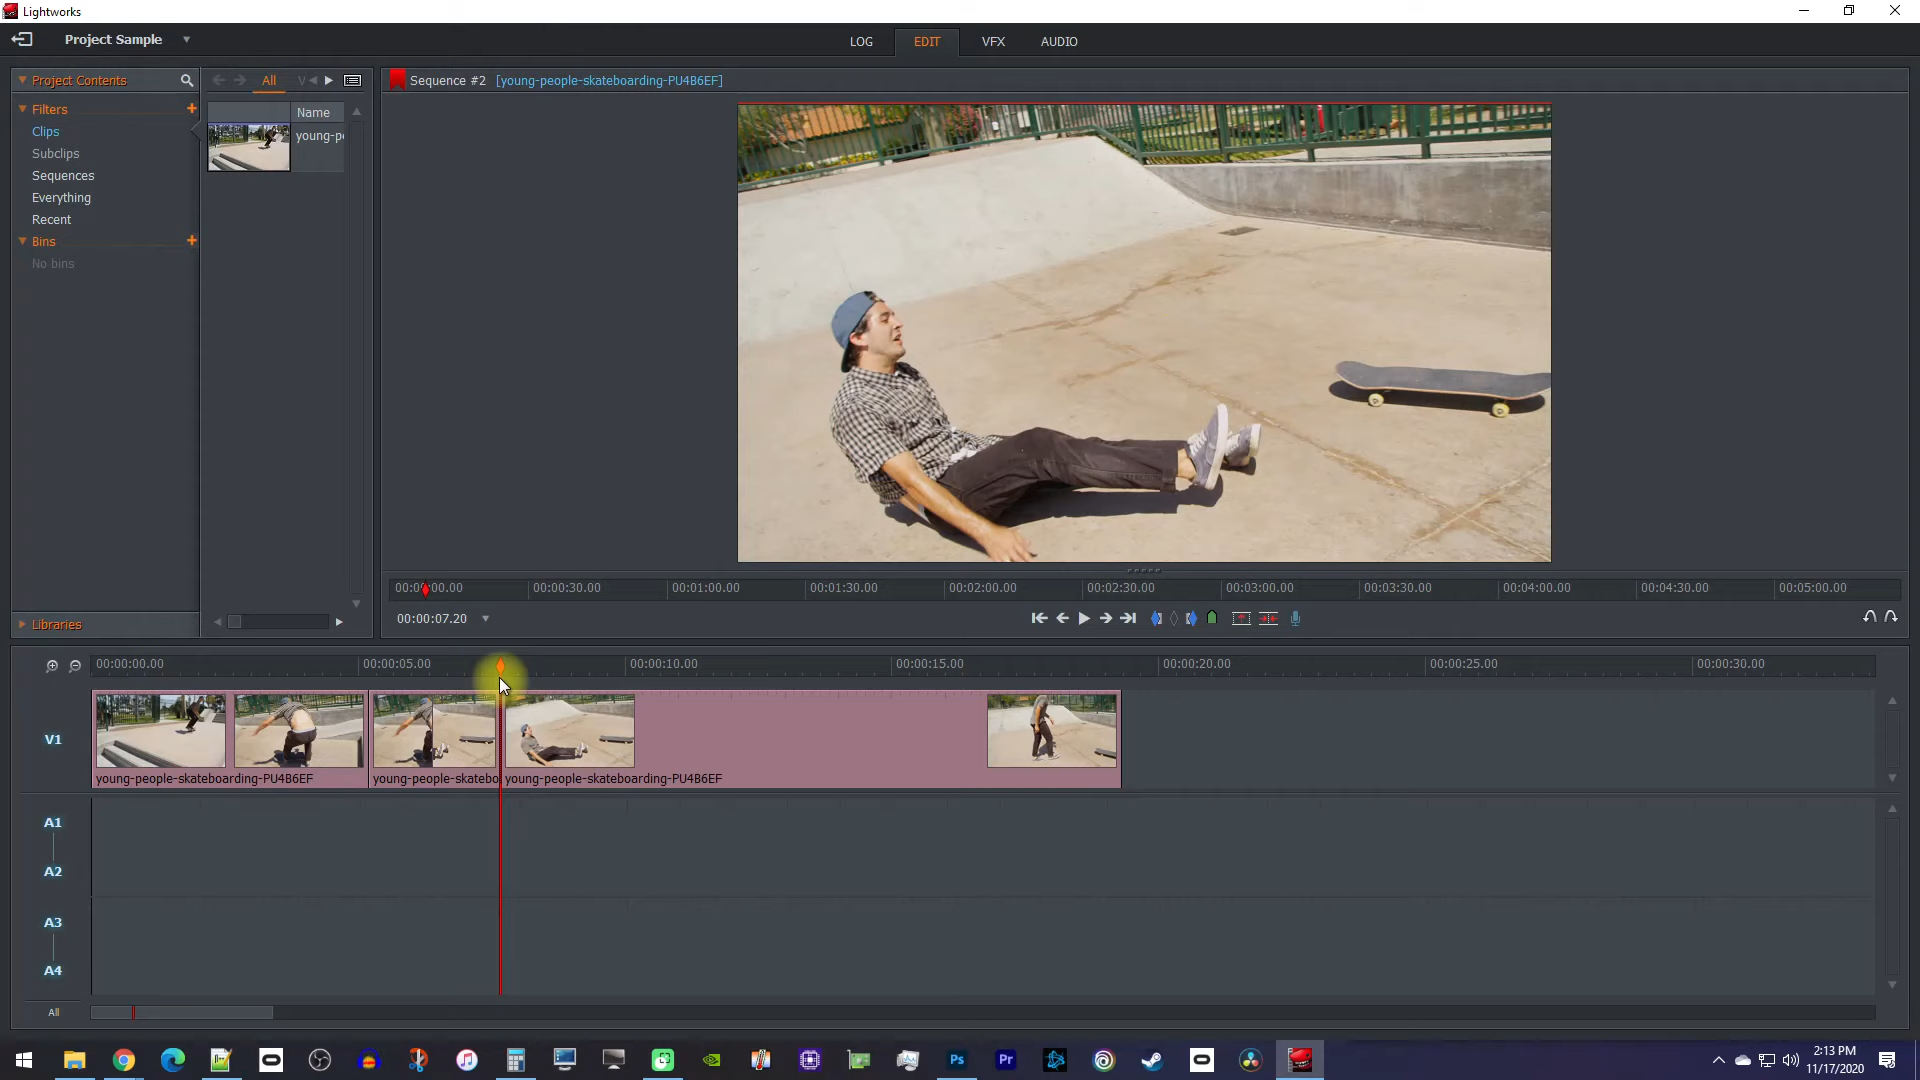 Lightworks
Project Sample
LOG
EDIT
VFX
AUDIO
Project Contents
All
V
Sequence #2 [young-people-skateboarding-PU4B6EF]
Filters
Name
Clips
young-pe
Subclips
Sequences
Everything
Recent
Bins
No bins
Libraries
00:00:00.00 00:00:30.00 00:01:00.00 00:01:30.00 00:02:00.00 00:02:30.00 00:03:00.00 00:03:30.00 00:04:00.00 00:04:30.00 00:05:00.00
00:00:07.20
00:00:00.00 00:00:05.00 00:00:10.00 00:00:15.00 00:00:20.00 00:00:25.00 00:00:30.00
V1
young-people-skateboarding-PU4B6EF young-people-skatebo young-people-skateboarding-PU4B6EF
A1
A2
A3
A4
All
Ps
Pr
2:13 PM
11/17/2020